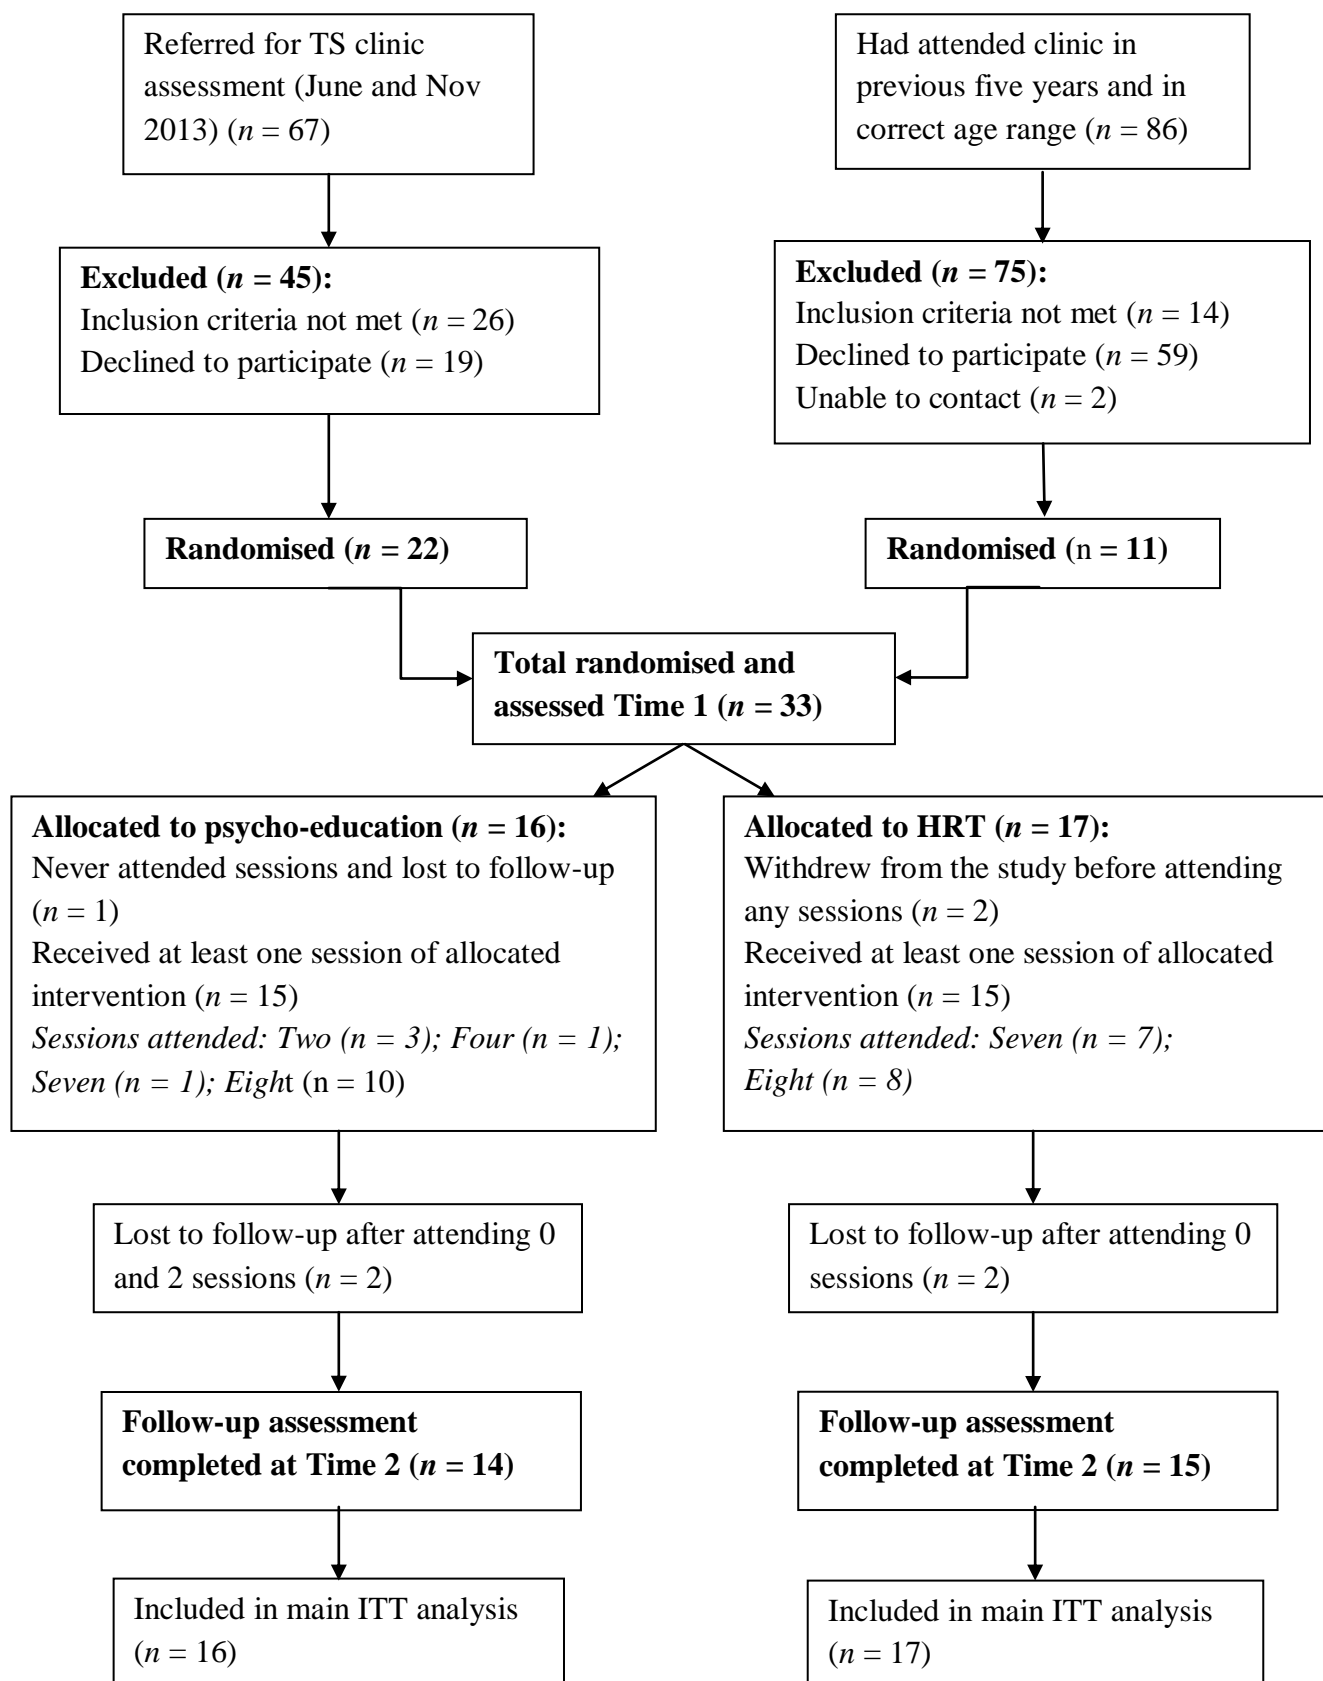 Referred for TS clinic
assessment (June and Nov
2013) (n = 67)
Had attended clinic in
previous five years and in
correct age range (n = 86)
Excluded (n = 45):
Inclusion criteria not met (n = 26)
Declined to participate (n = 19)
Excluded (n = 75):
Inclusion criteria not met (n = 14)
Declined to participate (n = 59)
Unable to contact (n = 2)
Randomised (n = 22)
Randomised (n = 11)
Total randomised and
assessed Time 1 (n = 33)
Allocated to psycho-education (n = 16):
Never attended sessions and lost to follow-up
(n = 1)
Received at least one session of allocated
intervention (n = 15)
Sessions attended: Two (n = 3); Four (n = 1);
Seven (n = 1); Eight (n = 10)
Allocated to HRT (n = 17):
Withdrew from the study before attending
any sessions (n = 2)
Received at least one session of allocated
intervention (n = 15)
Sessions attended: Seven (n = 7);
Eight (n = 8)
Lost to follow-up after attending 0
and 2 sessions (n = 2)
Lost to follow-up after attending 0
sessions (n = 2)
Follow-up assessment
completed at Time 2 (n = 14)
Follow-up assessment
completed at Time 2 (n = 15)
Included in main ITT analysis
(n = 16)
Included in main ITT analysis
(n = 17)